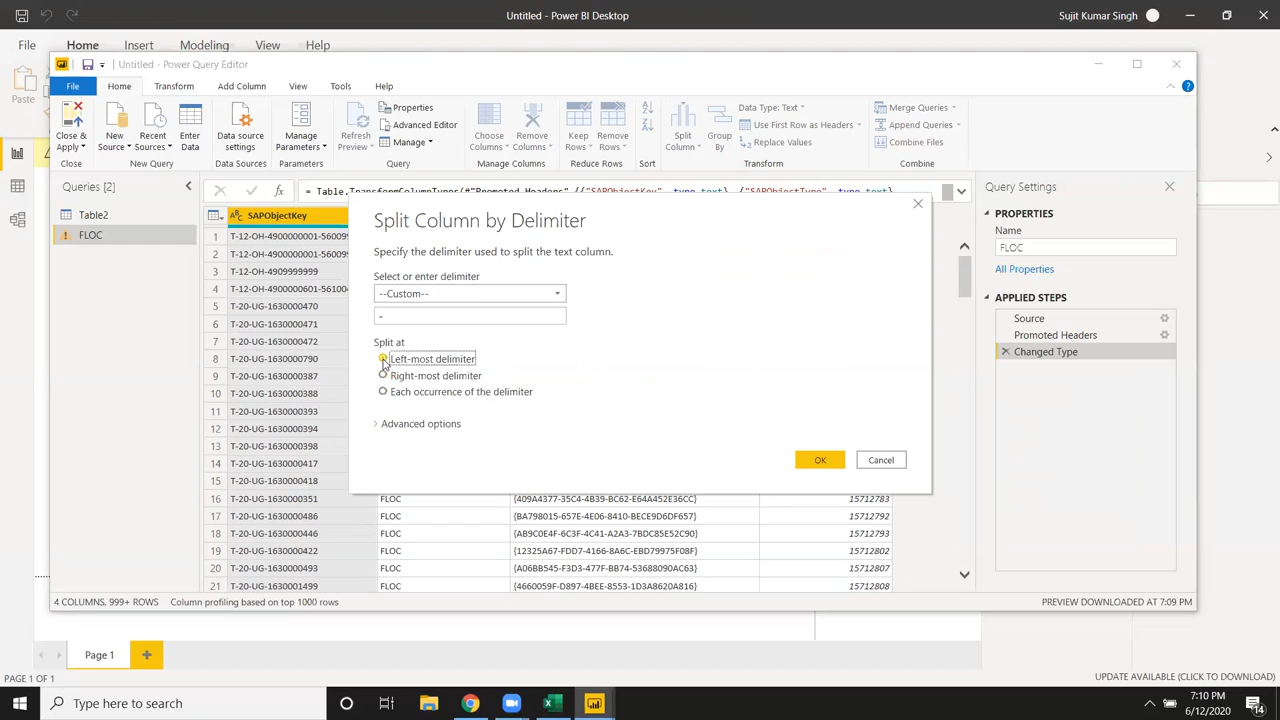 Untitled - Power BI Desktop
Sujit Kumar Singh
File Home Insert Modeling View Help
Paste
Untitled - Power Query Editor
File Home Transform Add Column View Tools Help
Close & Apply
New Source
Recent Sources
Enter Data
Data source settings
Manage Parameters
Refresh Preview
Properties
Advanced Editor
Manage
Choose Columns
Remove Columns
Keep Rows
Remove Rows
Split Column
Group By
Data Type: Text
Use First Row as Headers
Replace Values
Merge Queries
Append Queries
Combine Files
Close
New Query
Data Sources
Parameters
Query
Manage Columns
Reduce Rows
Sort
Transform
Combine
Queries [2]
Table2
FLOC
fx
= Table.TransformColumnTypes(#"Promoted Headers",{{"SAPObjectKey", type text}, {"SAPObjectType", type text},
SAPObjectKey
1 T-12-OH-4900000001-56009
2 T-12-OH-4900000002-56009
3 T-12-OH-4909999999
4 T-12-OH-4900000601-56100
5 T-20-UG-1630000470
6 T-20-UG-1630000471
7 T-20-UG-1630000472
8 T-20-UG-1630000790
9 T-20-UG-1630000387
10 T-20-UG-1630000388
11 T-20-UG-1630000393
12 T-20-UG-1630000394
13 T-20-UG-1630000398
14 T-20-UG-1630000417
15 T-20-UG-1630000418
16 T-20-UG-1630000351 FLOC {409A4377-35C4-4B39-BC62-E64A452E36CC} 15712783
17 T-20-UG-1630000486 FLOC {BA798015-657E-4E06-8410-BECE9D6DF657} 15712792
18 T-20-UG-1630000446 FLOC {AB9C0E4F-6C3F-4C41-A2A3-7BDC85E52C90} 15712793
19 T-20-UG-1630000422 FLOC {12325A67-FDD7-4166-8A6C-EBD79975F08F} 15712802
20 T-20-UG-1630000493 FLOC {A06BB545-F3D3-477F-BB74-53688090AC63} 15712807
21 T-20-UG-1630001499 FLOC {4660059F-D897-4BEE-8553-1D3A8620A816} 15712808
Split Column by Delimiter
Specify the delimiter used to split the text column.
Select or enter delimiter
--Custom--
-
Split at
Left-most delimiter
Right-most delimiter
Each occurrence of the delimiter
Advanced options
OK
Cancel
Query Settings
PROPERTIES
Name
FLOC
All Properties
APPLIED STEPS
Source
Promoted Headers
Changed Type
4 COLUMNS, 999+ ROWS
Column profiling based on top 1000 rows
PREVIEW DOWNLOADED AT 7:09 PM
Page 1
PAGE 1 OF 1
UPDATE AVAILABLE (CLICK TO DOWNLOAD)
Type here to search
7:10 PM
6/12/2020
14